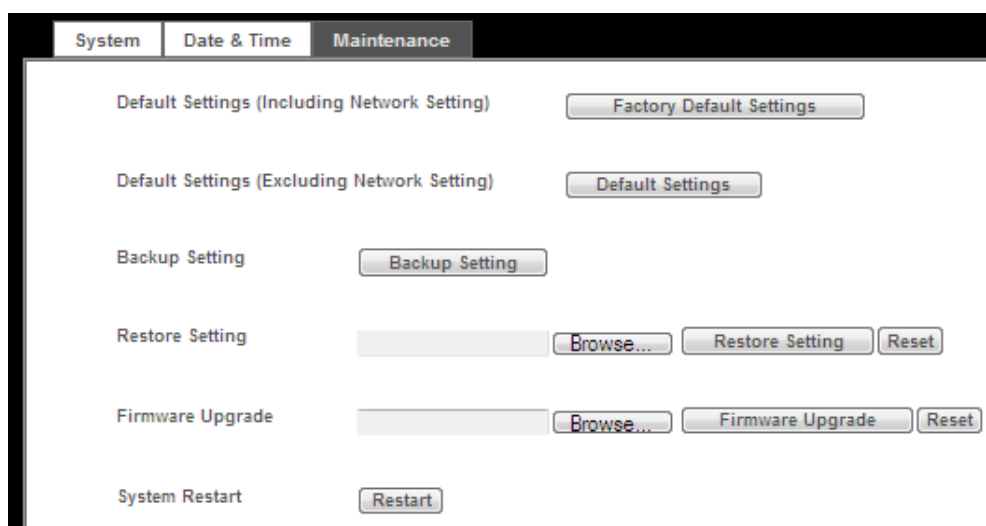 System Date & Time Maintenance
Default Settings (Including Network Setting) Factory Default Settings
Default Settings (Excluding Network Setting) Default Settings
Backup Setting Backup Setting
Restore Setting Browse... Restore Setting Reset
Firmware Upgrade Browse... Firmware Upgrade Reset
System Restart Restart